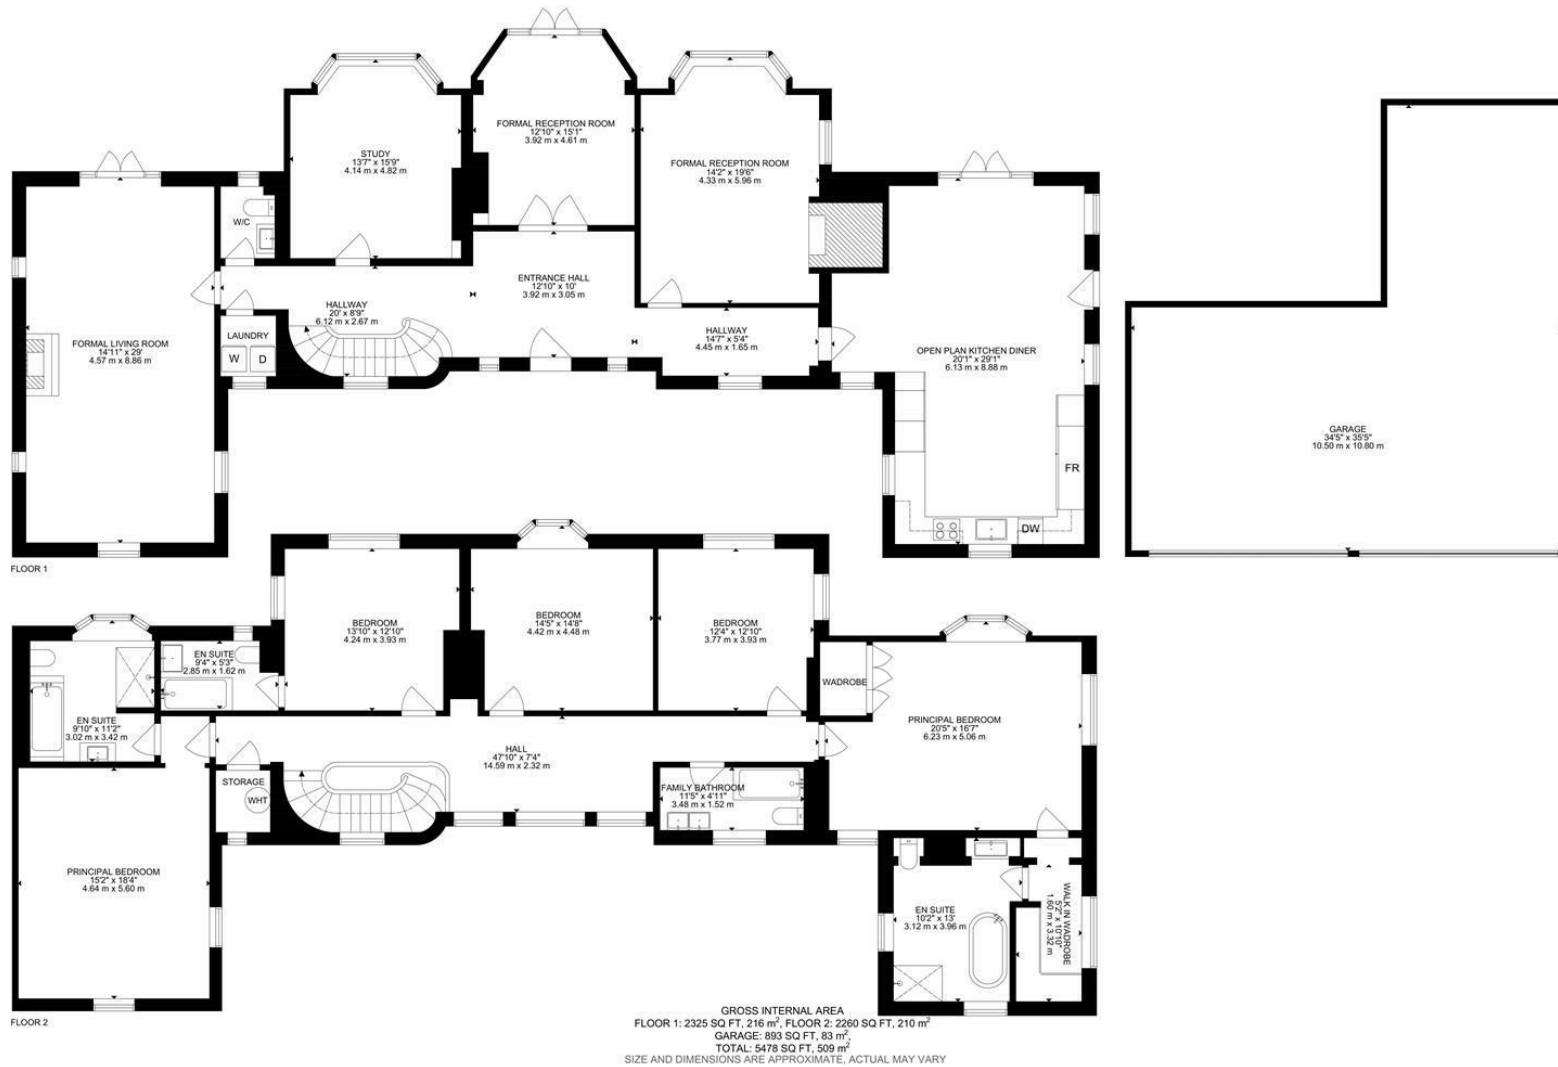 FORMAL RECEPTION ROOM
12'10" x 15'1"
3.92 m x 4.61 m
STUDY
13'7" x 15'9"
4.14 m x 4.82 m
FORMAL RECEPTION ROOM
14'2" x 19'6"
4.33 m x 5.96 m
W/C
ENTRANCE HALL
12'10" x 10'
3.92 m x 3.05 m
HALLWAY
20' x 8'9"
6.12 m x 2.67 m
HALLWAY
14'7" x 5'4"
4.45 m x 1.65 m
LAUNDRY
W
D
FORMAL LIVING ROOM
14'11" x 29'
4.57 m x 8.86 m
OPEN PLAN KITCHEN DINER
20'1" x 29'1"
6.13 m x 8.88 m
FR
DW
GARAGE
34'5" x 35'5"
10.50 m x 10.80 m
FLOOR 1
BEDROOM
13'10" x 12'10"
4.24 m x 3.93 m
BEDROOM
14'5" x 14'8"
4.42 m x 4.48 m
BEDROOM
12'4" x 12'10"
3.77 m x 3.93 m
EN SUITE
9'4" x 5'3"
2.85 m x 1.62 m
WADROBE
EN SUITE
9'10" x 11'2"
3.02 m x 3.42 m
PRINCIPAL BEDROOM
20'5" x 16'7"
6.23 m x 5.06 m
HALL
47'10" x 7'4"
14.59 m x 2.32 m
STORAGE
WHT
FAMILY BATHROOM
11'5" x 4'11"
3.48 m x 1.52 m
PRINCIPAL BEDROOM
15'2" x 18'4"
4.64 m x 5.60 m
EN SUITE
10'2" x 13'
3.12 m x 3.96 m
WALK IN WADROBE
5'2" x 10'10"
1.60 m x 3.32 m
FLOOR 2
GROSS INTERNAL AREA
FLOOR 1: 2325 SQ FT, 216 m², FLOOR 2: 2260 SQ FT, 210 m²
GARAGE: 893 SQ FT, 83 m²,
TOTAL: 5478 SQ FT, 509 m²
SIZE AND DIMENSIONS ARE APPROXIMATE, ACTUAL MAY VARY